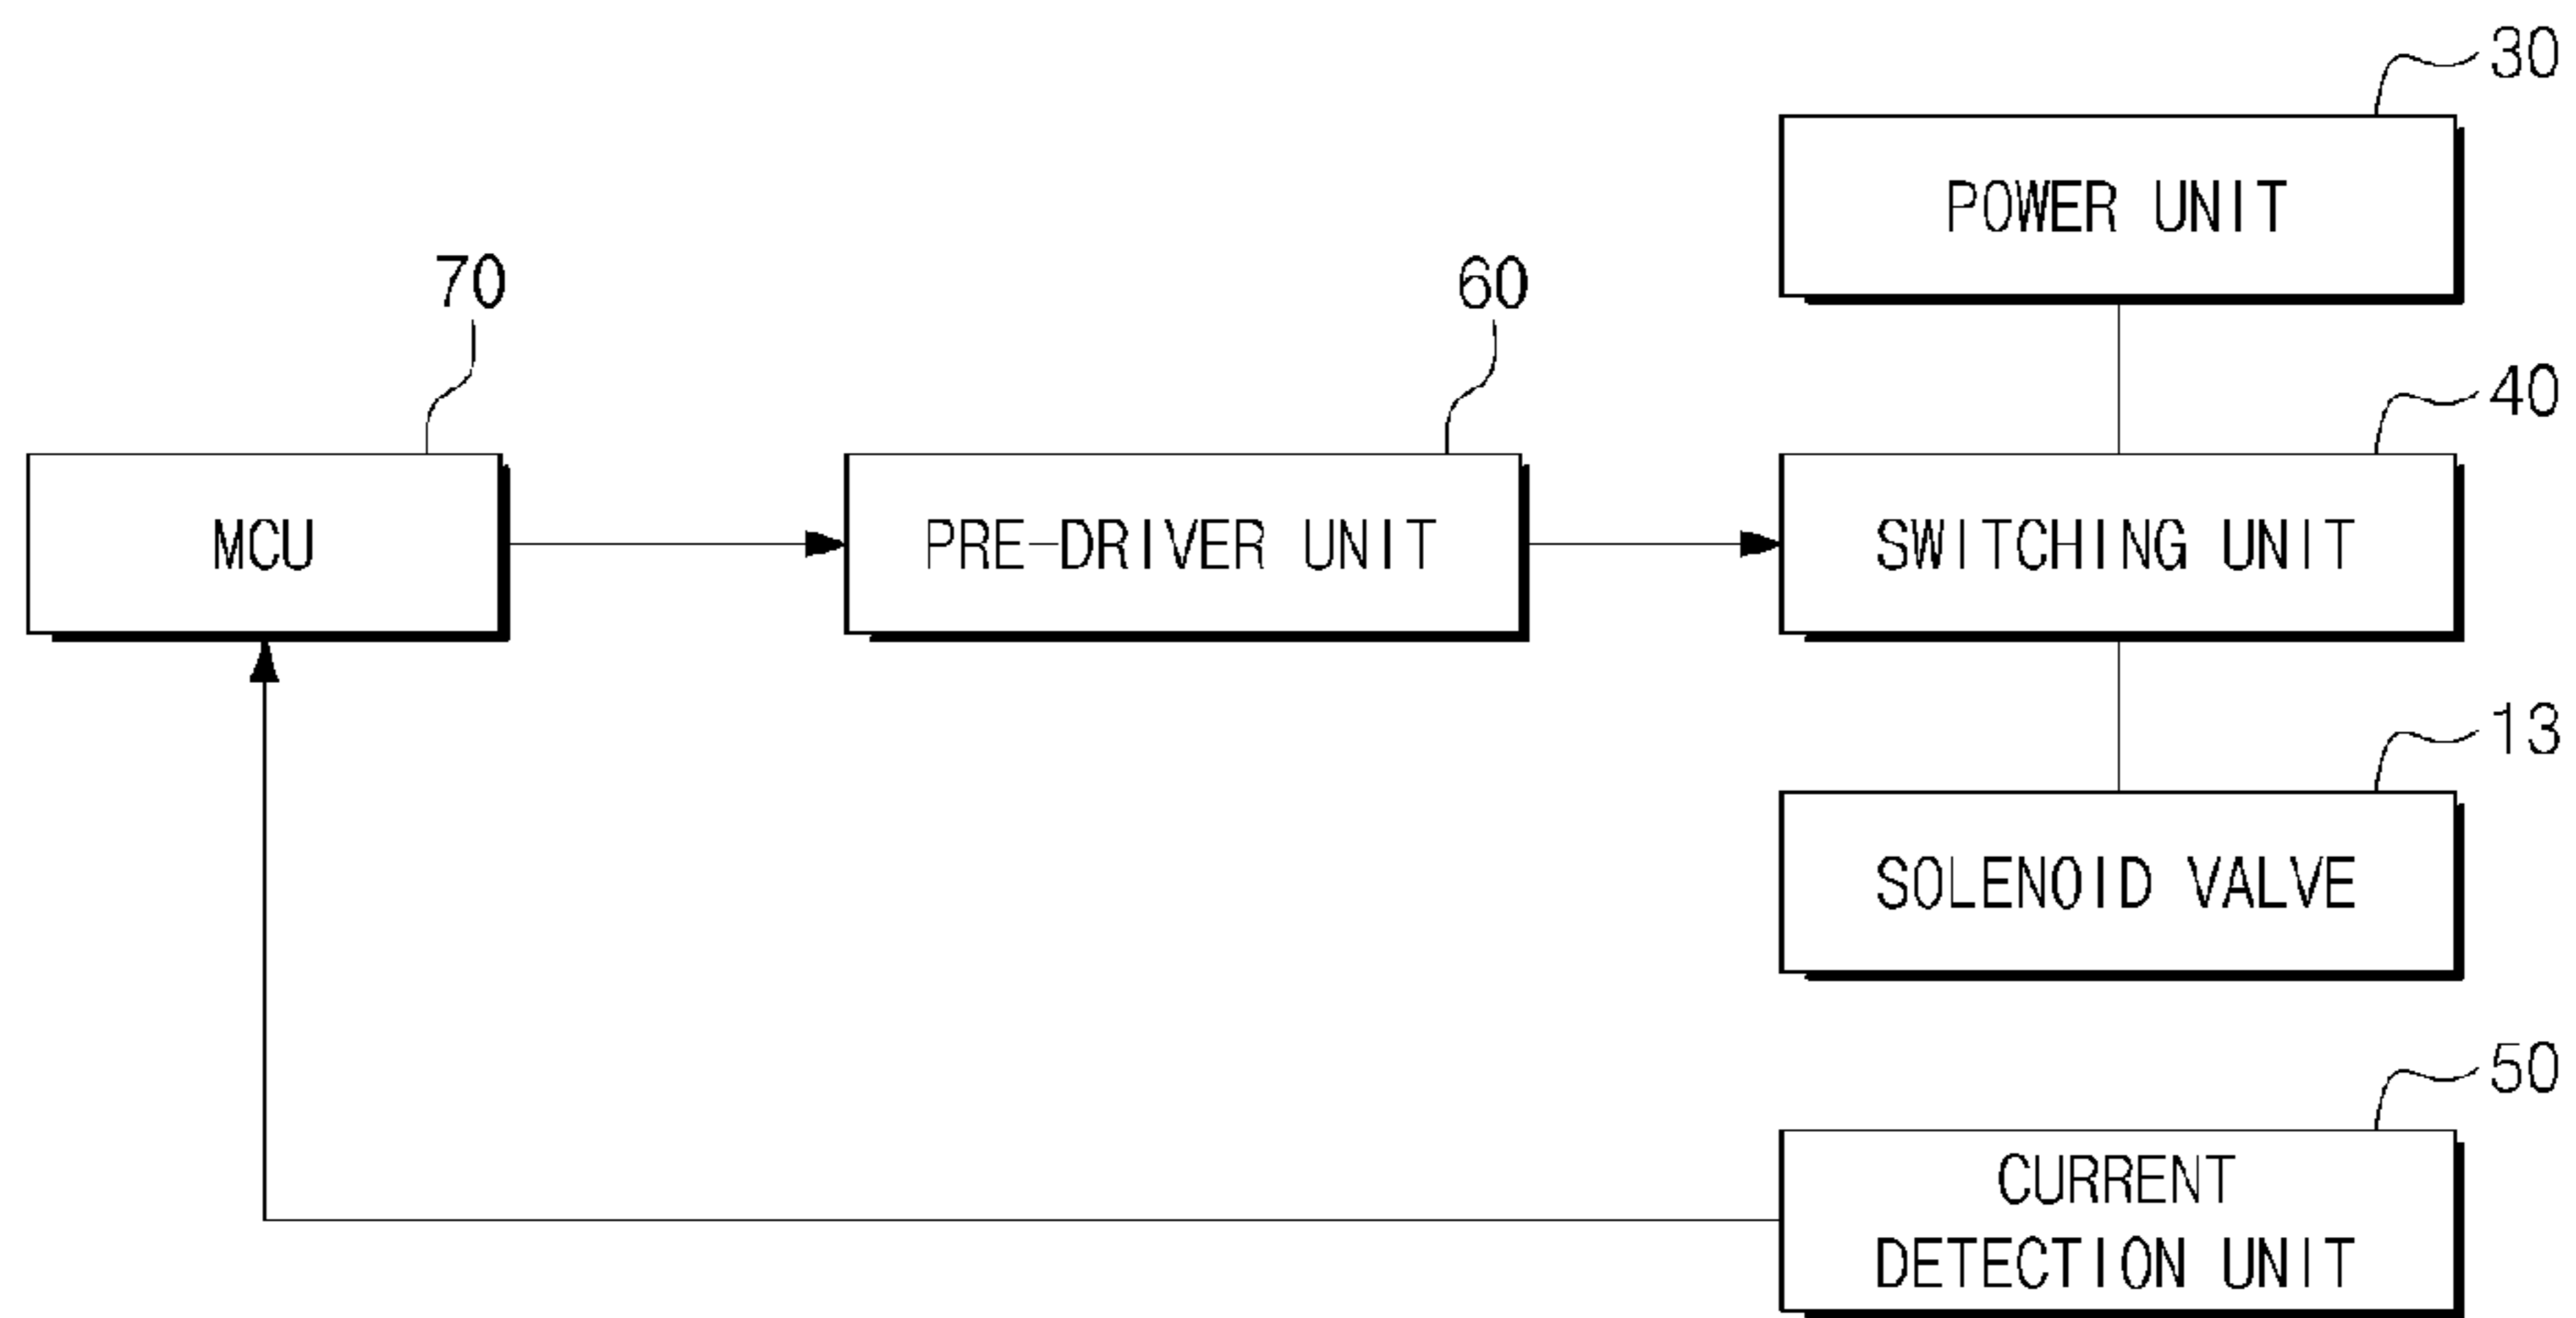 30
POWER UNIT
70
60
40
MCU
PRE-DRIVER UNIT
SWITCHING UNIT
13
SOLENOID VALVE
50
CURRENT
DETECTION UNIT